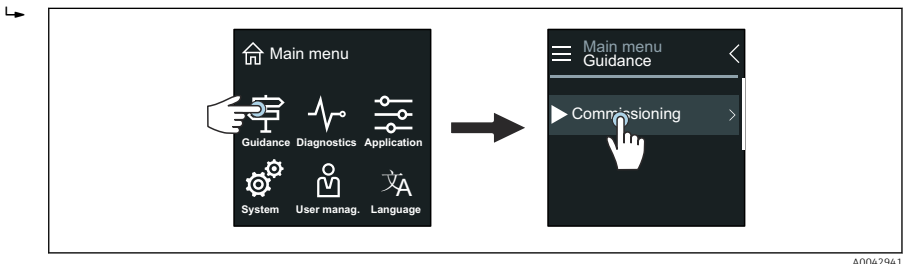 Main menu
Guidance Diagnostics Application
System User manag. Language
Main menu
Guidance
Commissioning
A0042941